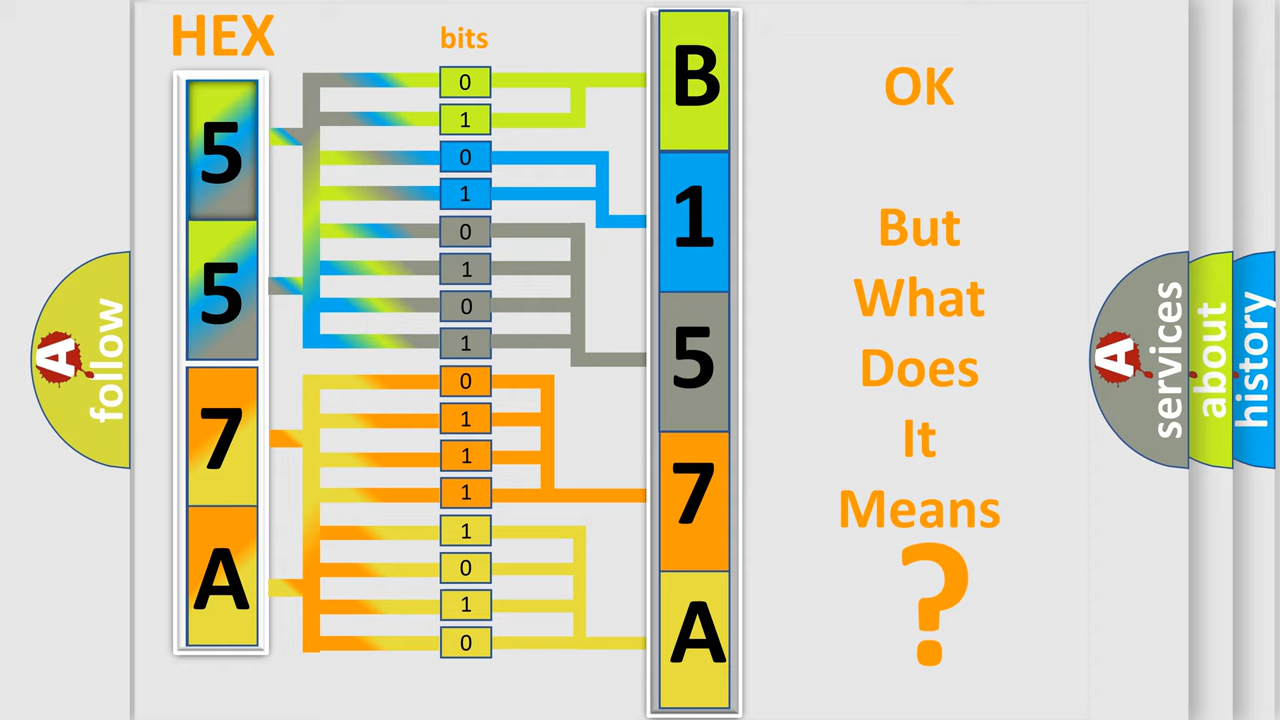 HEX
bits
5
5
7
A
0
1
0
1
0
1
0
1
0
1
1
1
1
0
1
0
B
1
5
7
A
OK
But
What
Does
It
Means
?
A
follow
A
services
about
history